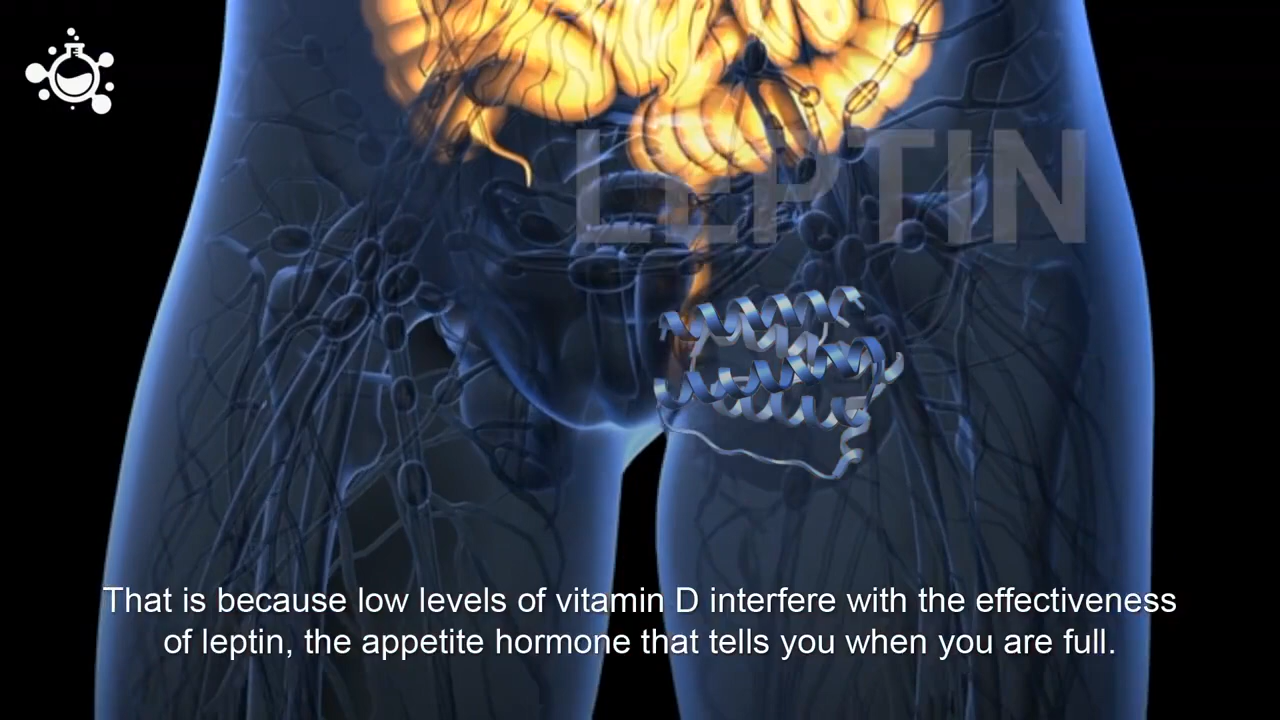 LEPTIN
That is because low levels of vitamin D interfere with the effectiveness
of leptin, the appetite hormone that tells you when you are full.